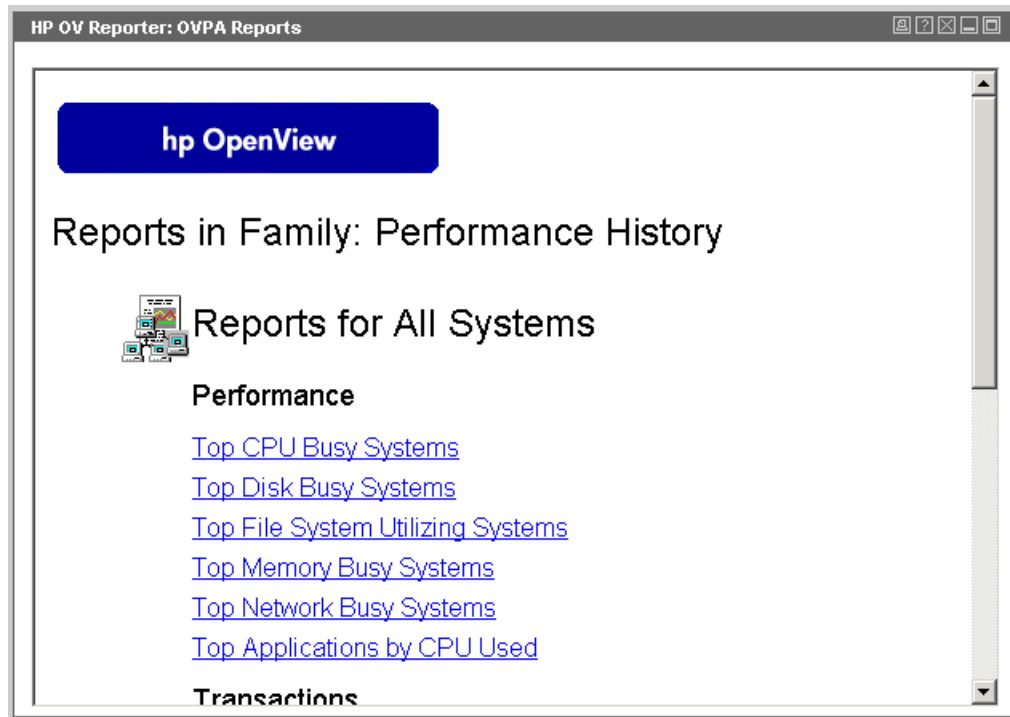 HP OV Reporter: OVPA Reports
hp OpenView
Reports in Family: Performance History
Reports for All Systems
Performance
Top CPU Busy Systems
Top Disk Busy Systems
Top File System Utilizing Systems
Top Memory Busy Systems
Top Network Busy Systems
Top Applications by CPU Used
Transactions